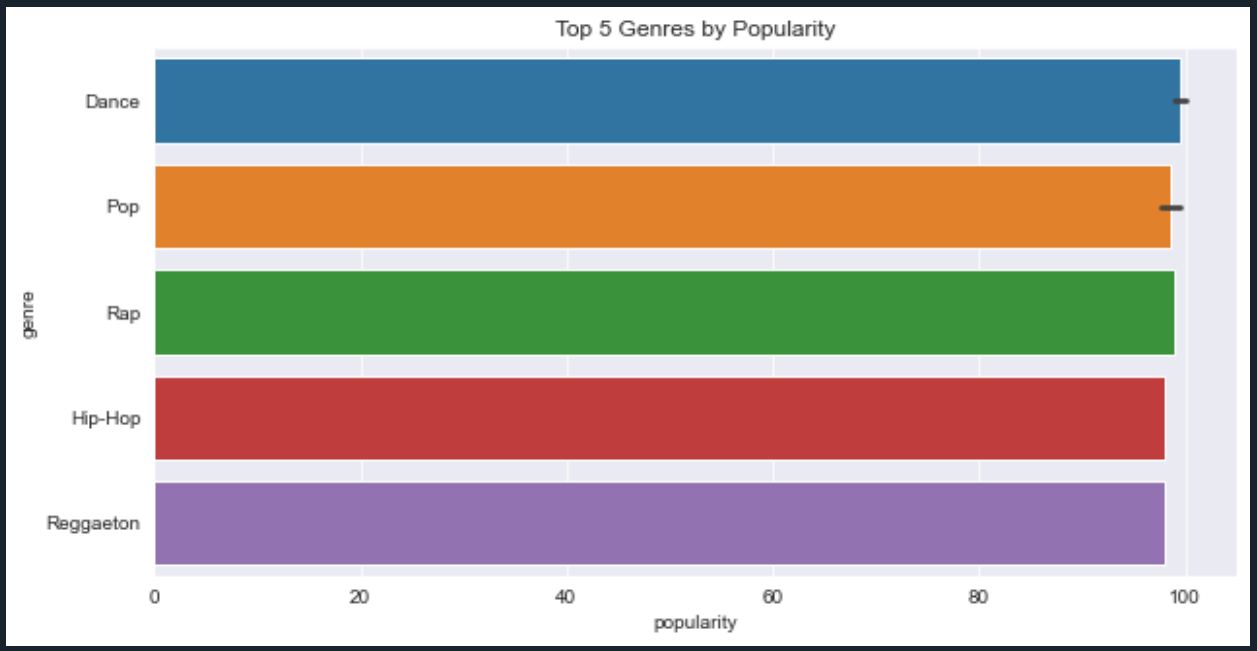 Top 5 Genres by Popularity
Dance
Pop
Rap
Hip-Hop
Reggaeton
genre
0 20 40 60 80 100
popularity